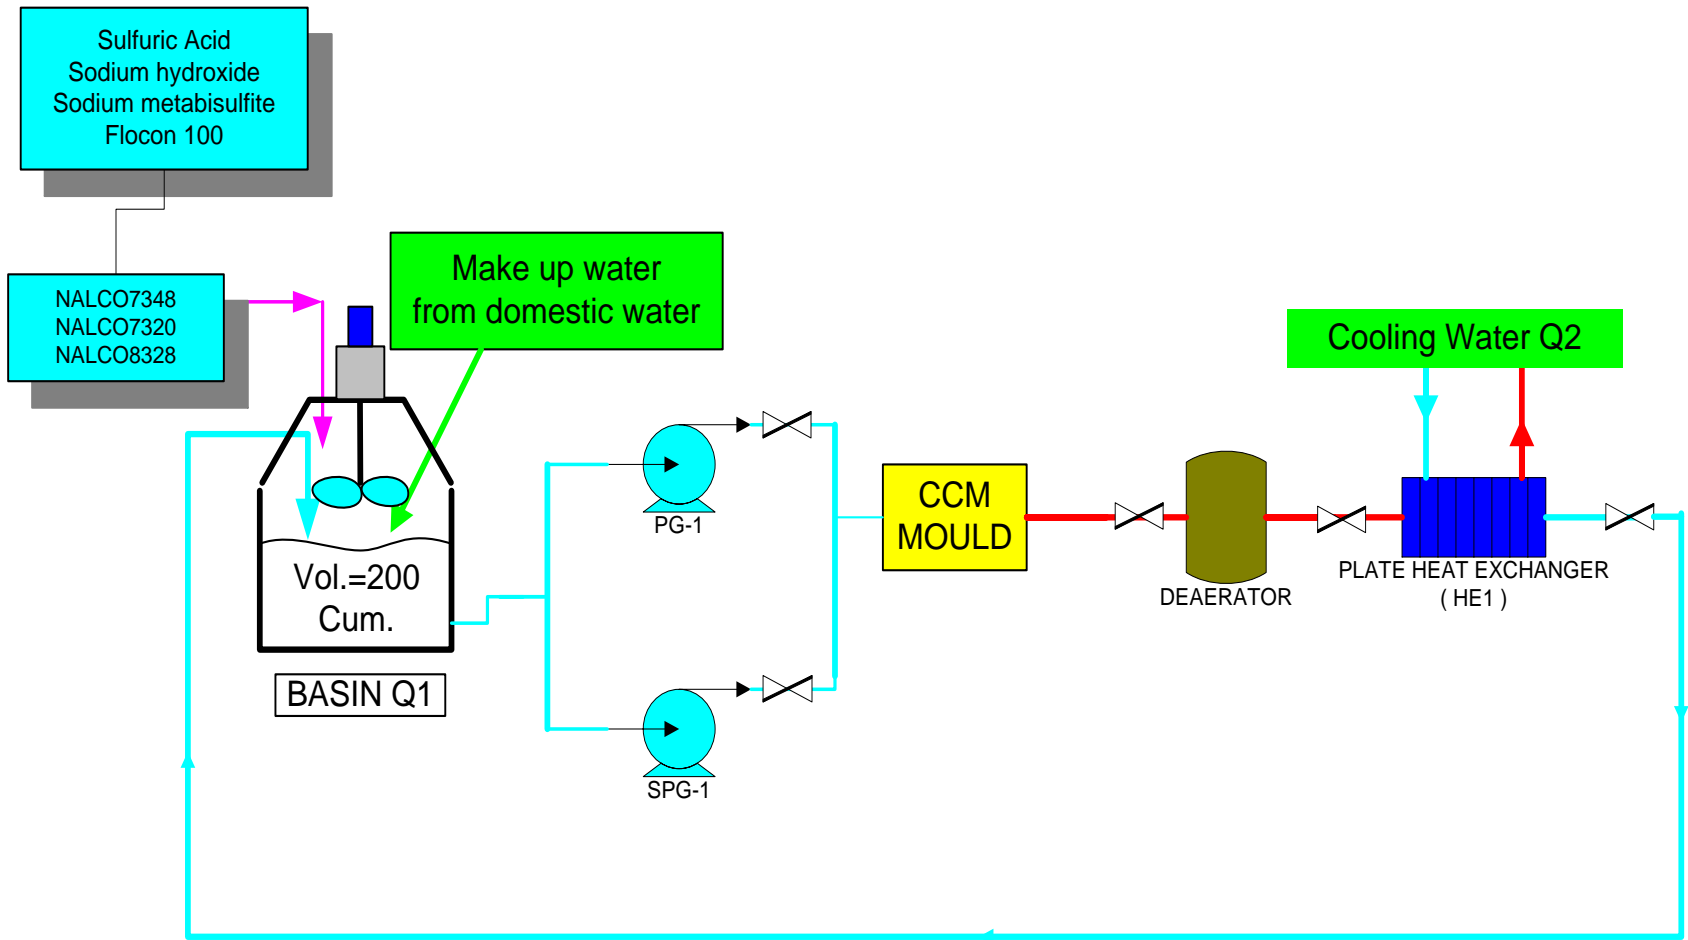 Sulfuric Acid
Sodium hydroxide
Sodium metabisulfite
Flocon 100
NALCO7348
NALCO7320
NALCO8328
Make up water
from domestic water
Cooling Water Q2
Vol.=200
Cum.
BASIN Q1
PG-1
SPG-1
CCM
MOULD
DEAERATOR
PLATE HEAT EXCHANGER
( HE1 )